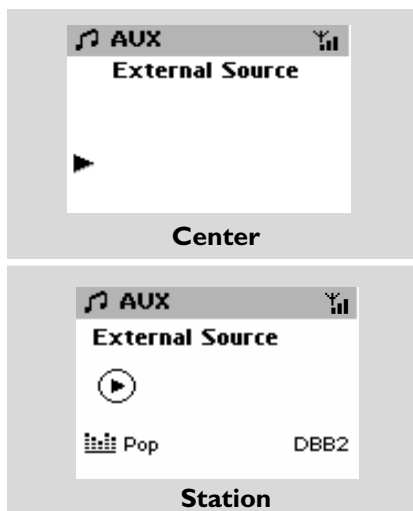 AUX
External Source
Center
AUX
External Source
Pop DBB2
Station